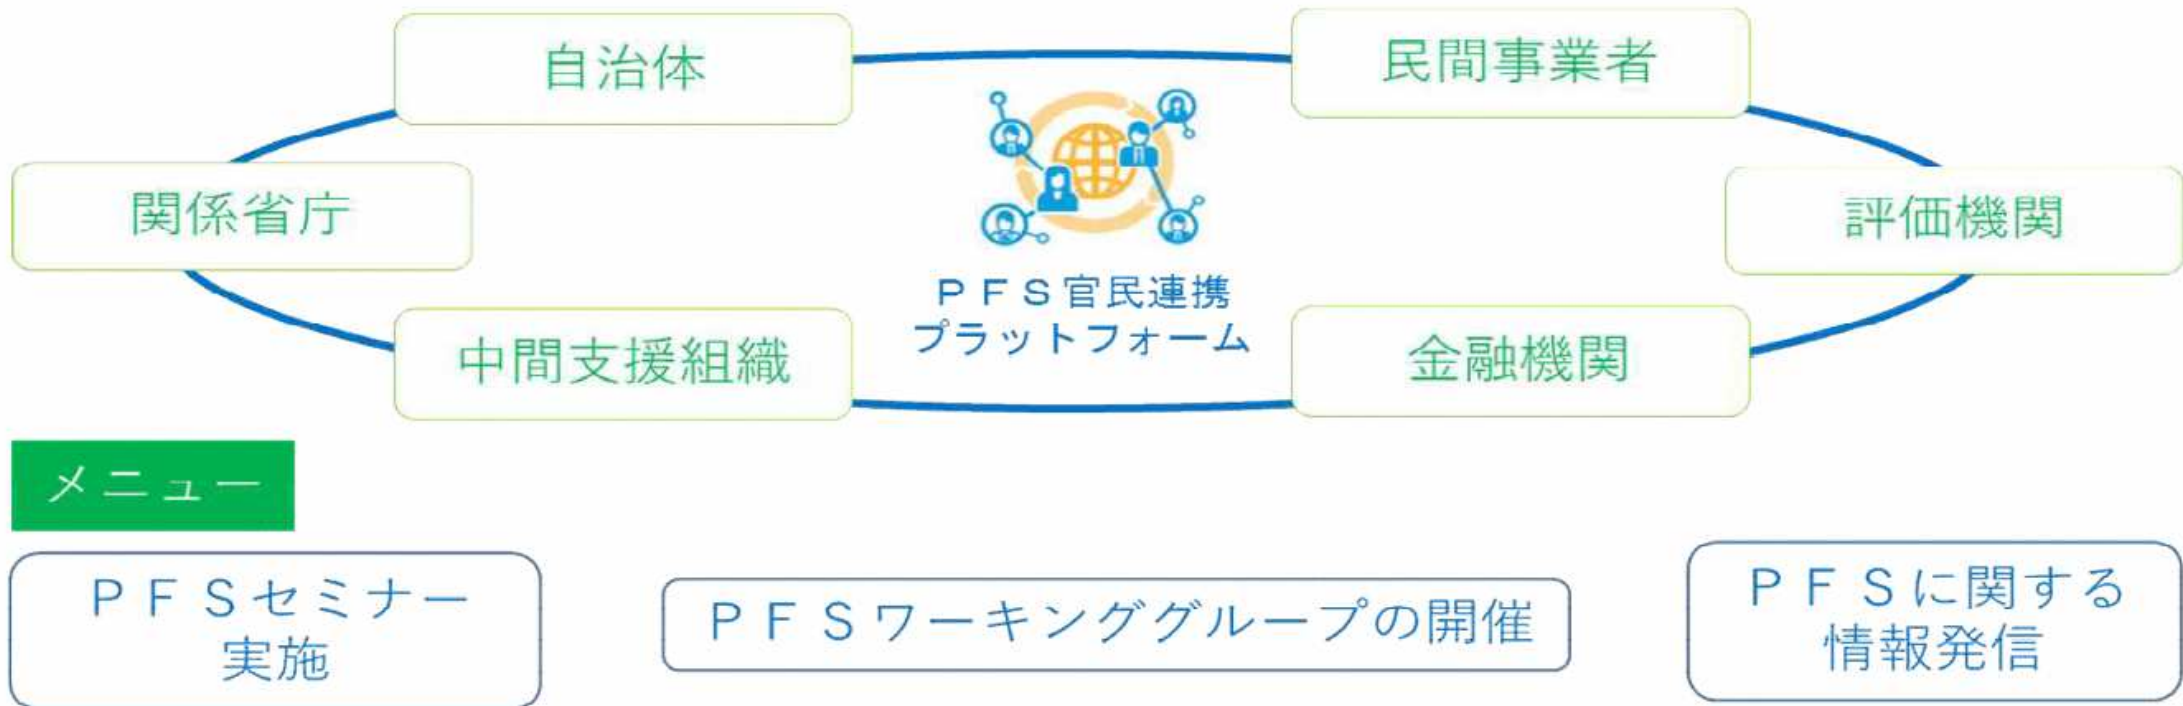 自治体
民間事業者
関係省庁
評価機関
ＰＦＳ官民連携
プラットフォーム
中間支援組織
金融機関
メニュー
ＰＦＳセミナー
実施
ＰＦＳワーキンググループの開催
ＰＦＳに関する
情報発信